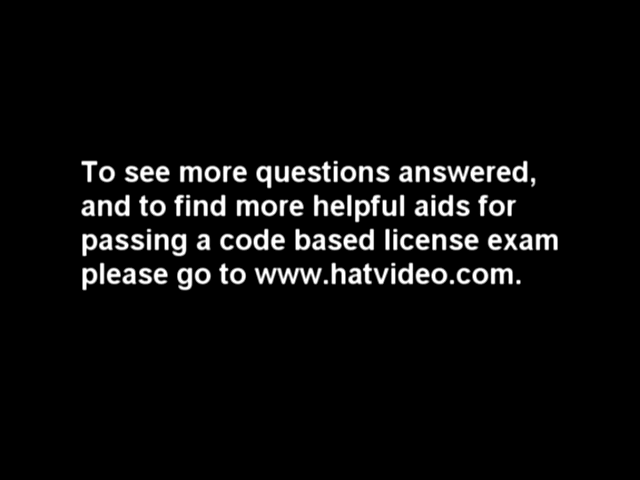 To see more questions answered,
and to find more helpful aids for
passing a code based license exam
please go to www.hatvideo.com.